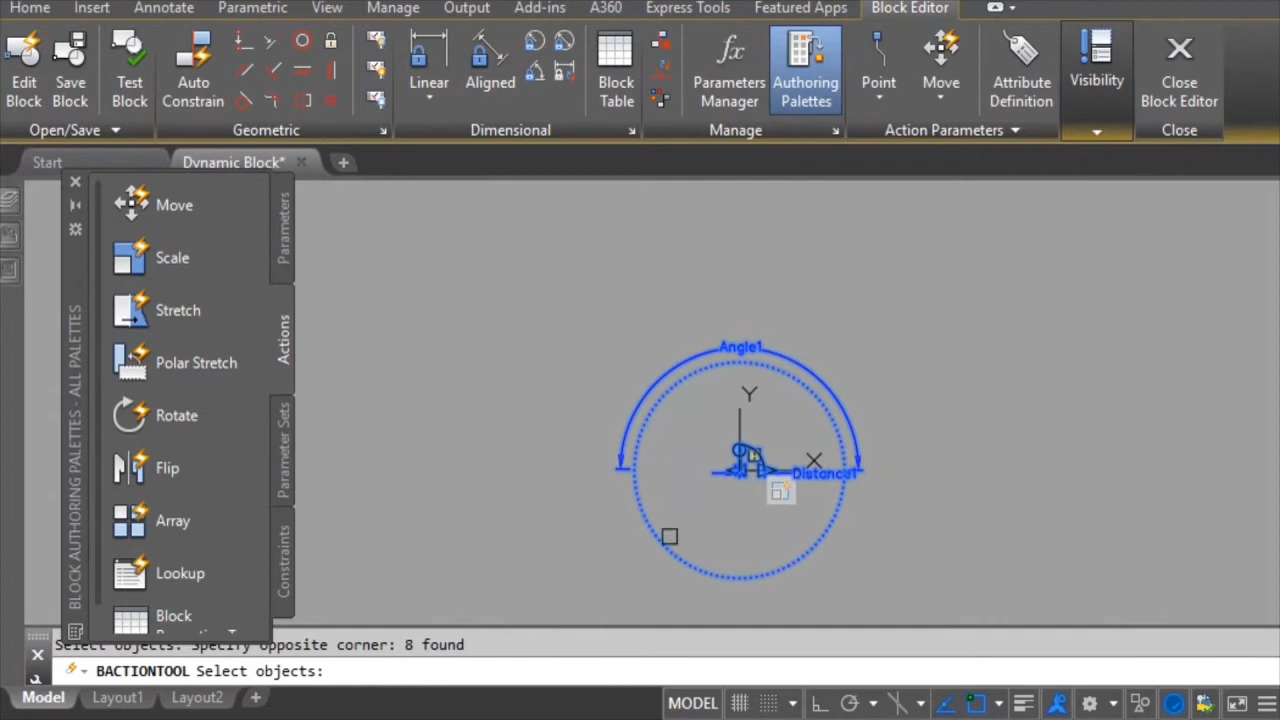 Home Insert Annotate Parametric View Manage Output Add-ins A360 Express Tools Featured Apps Block Editor
Edit Block
Save Block
Test Block
Auto Constrain
Linear
Aligned
Block Table
fx
Parameters Manager
Authoring Palettes
Point
Move
Attribute Definition
Visibility
Close Block Editor
Open/Save
Geometric
Dimensional
Manage
Action Parameters
Close
Start
Dynamic Block*
Move
Scale
Stretch
Polar Stretch
Rotate
Flip
Array
Lookup
Block
Parameters
Actions
Parameter Sets
Constraints
BLOCK AUTHORING PALETTES - ALL PALETTES
Angle1
Y
X
Distance1
Select objects: Specify opposite corner: 8 found
BACTIONTOOL Select objects:
Model Layout1 Layout2 +
MODEL